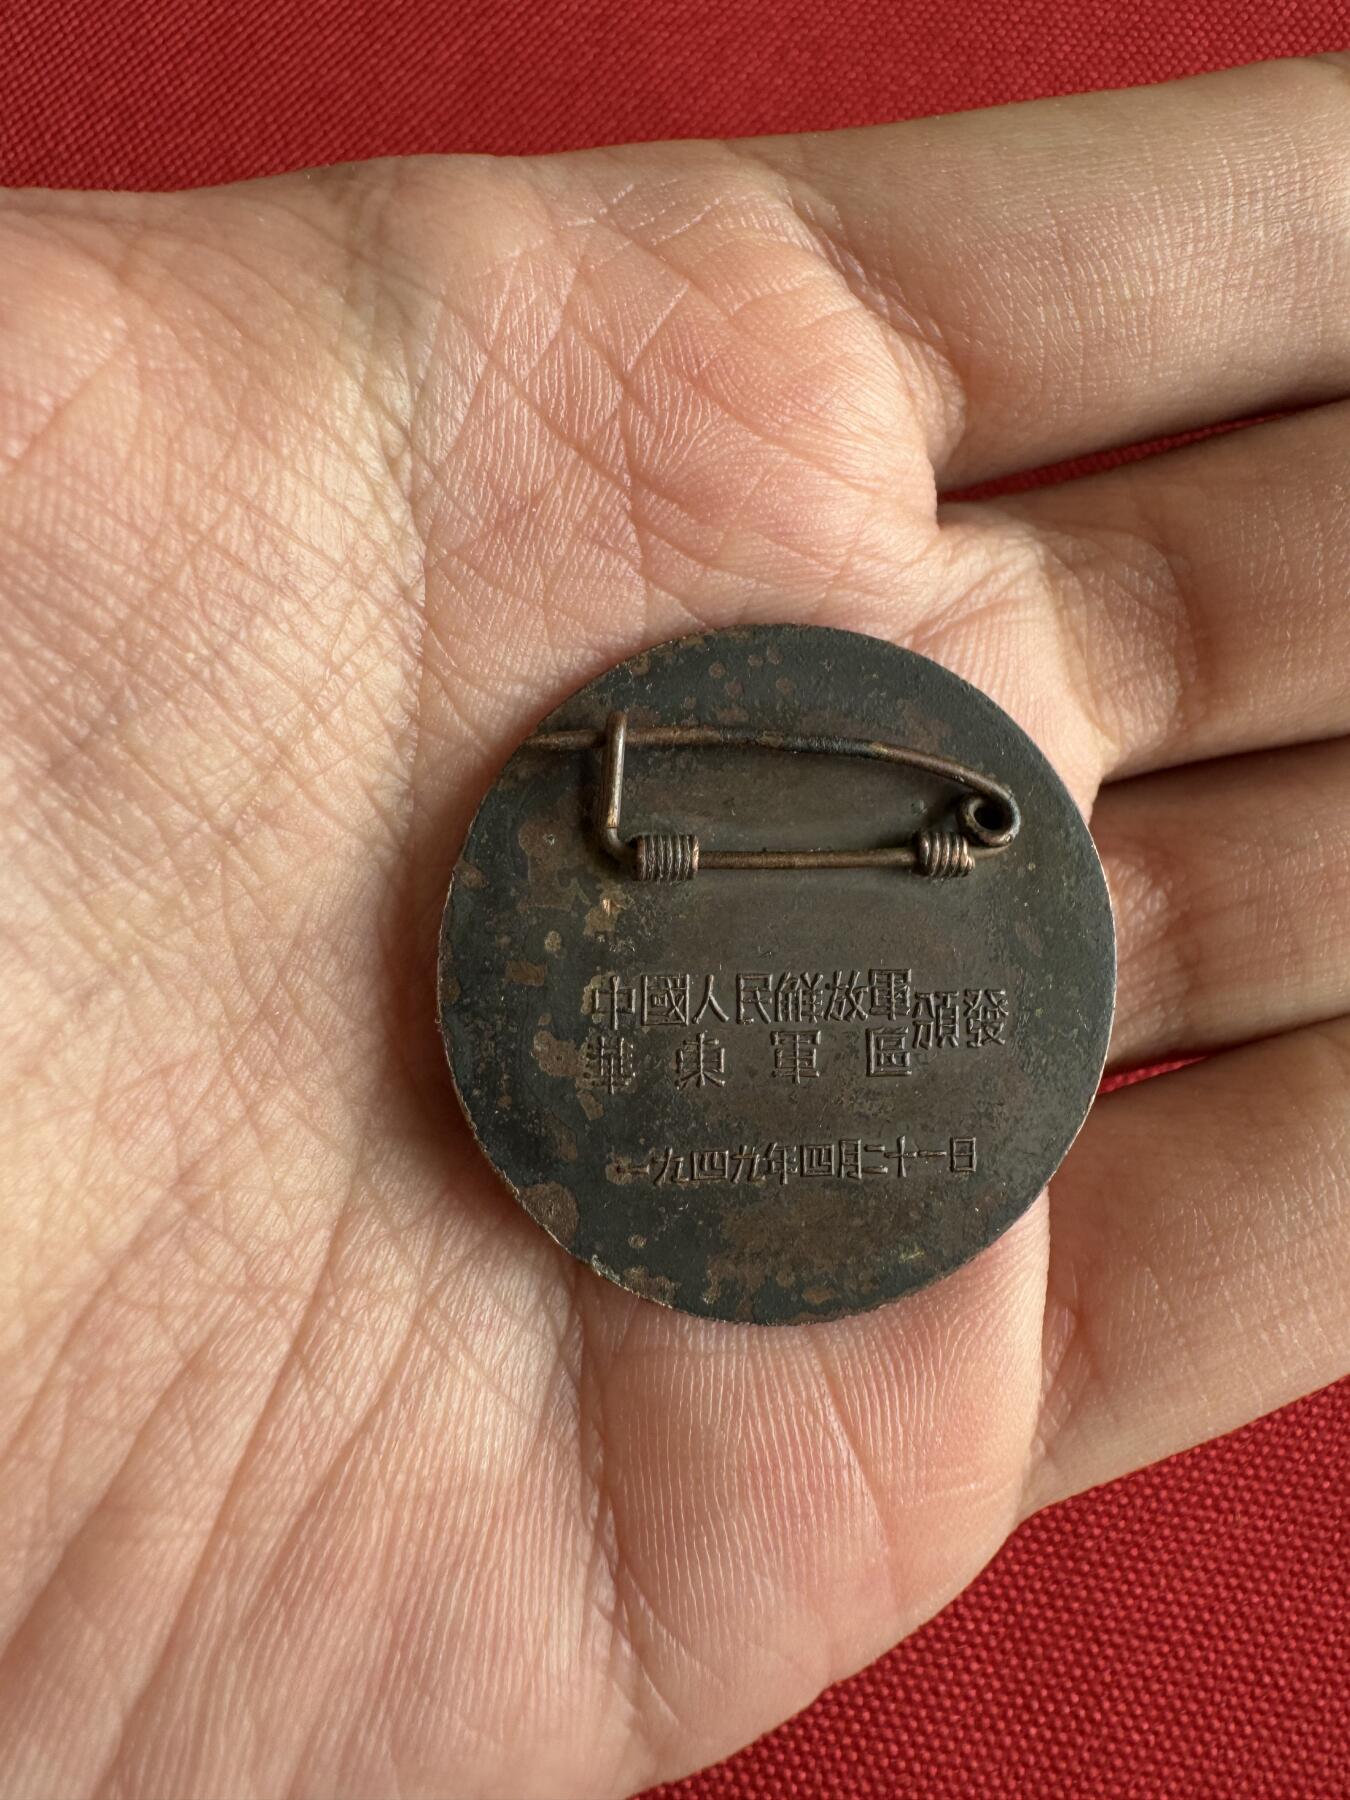 中國人民解放軍
華東軍區
頒發
一九四九年四月二十一日